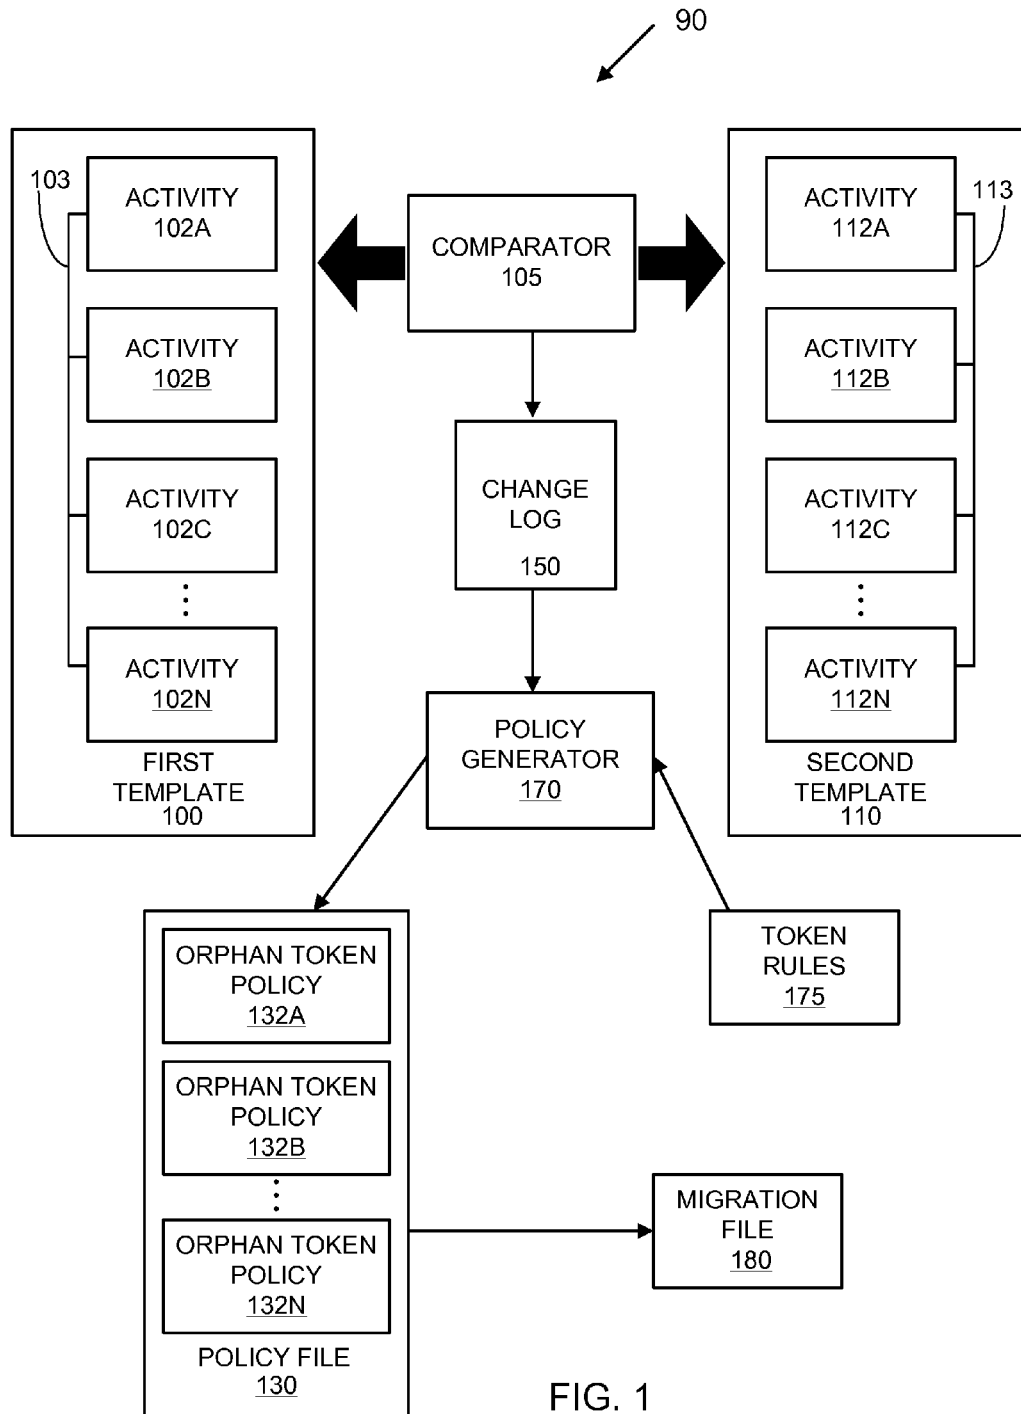 90
103
ACTIVITY
102A
ACTIVITY
102B
ACTIVITY
102C
ACTIVITY
102N
FIRST
TEMPLATE
100
COMPARATOR
105
CHANGE
LOG
150
POLICY
GENERATOR
170
113
ACTIVITY
112A
ACTIVITY
112B
ACTIVITY
112C
ACTIVITY
112N
SECOND
TEMPLATE
110
ORPHAN TOKEN
POLICY
132A
ORPHAN TOKEN
POLICY
132B
ORPHAN TOKEN
POLICY
132N
POLICY FILE
130
TOKEN
RULES
175
MIGRATION
FILE
180
FIG. 1